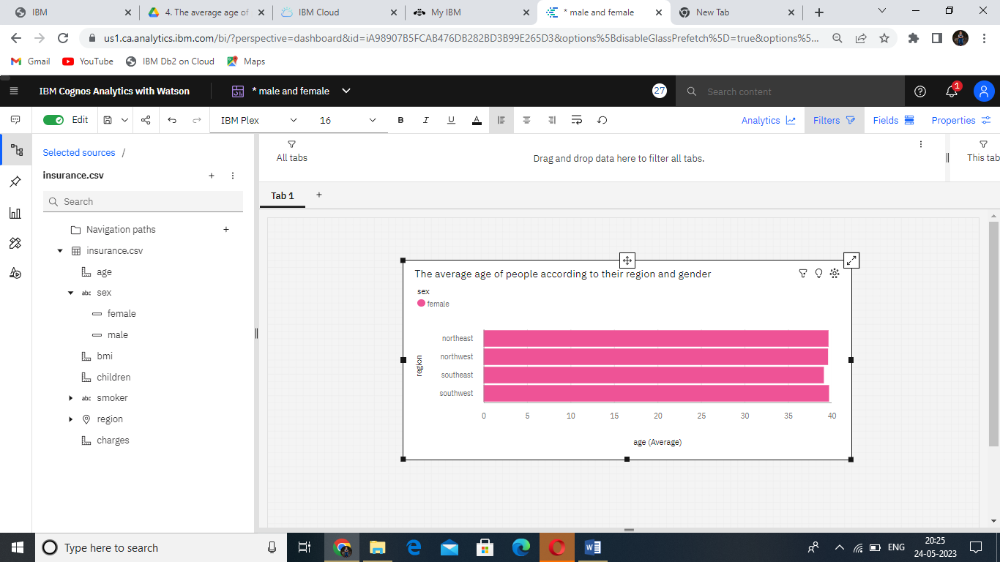 IBM
4. The average age of
IBM Cloud
My IBM
* male and female
New Tab
us1.ca.analytics.ibm.com/bi/?perspective=dashboard&id=iA98907B5FCAB476DB282BD3B99E265D3&options%5BdisableGlassPrefetch%5D=true&options%5...
Gmail
YouTube
IBM Db2 on Cloud
Maps
IBM Cognos Analytics with Watson
* male and female
27
Search content
1
Edit
IBM Plex
16
B
I
U
A
Analytics
Filters
Fields
Properties
Selected sources /
insurance.csv
Search
Navigation paths
insurance.csv
age
abc sex
female
male
bmi
children
abc smoker
region
charges
All tabs
Drag and drop data here to filter all tabs.
This tab
Tab 1
The average age of people according to their region and gender
sex
female
region
northeast
northwest
southeast
southwest
0 5 10 15 20 25 30 35 40
age (Average)
Type here to search
ENG
20:25
24-05-2023